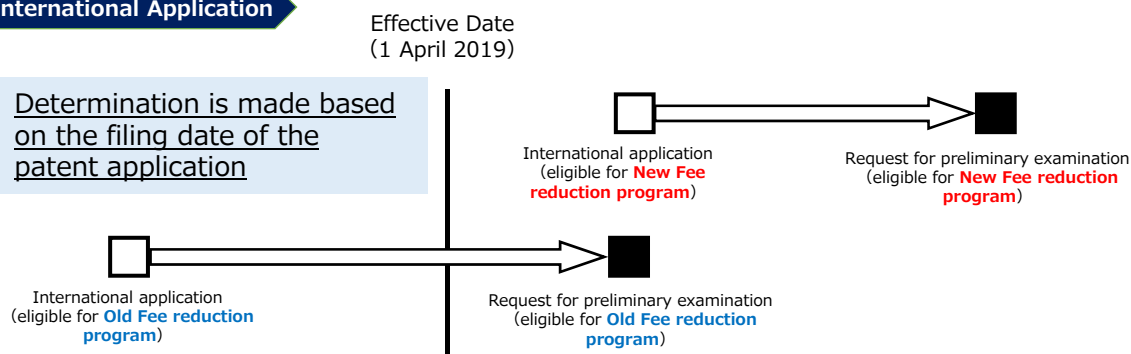 International Application
Effective Date
（1 April 2019）
Determination is made based
on the filing date of the
patent application
International application
（eligible for New Fee
reduction program）
Request for preliminary examination
（eligible for New Fee reduction
program）
International application
（eligible for Old Fee reduction
program）
Request for preliminary examination
（eligible for Old Fee reduction
program）